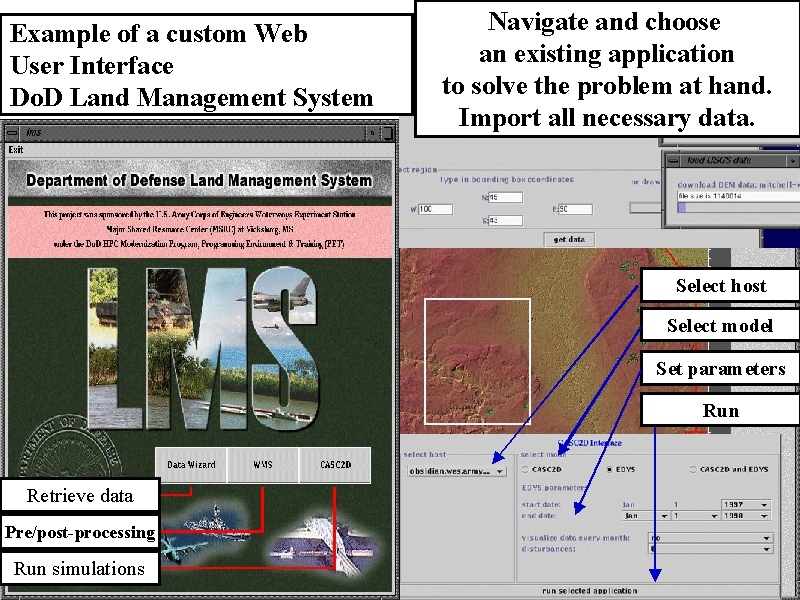 Example of a custom Web
User Interface
DoD Land Management System
Navigate and choose
an existing application
to solve the problem at hand.
Import all necessary data.
lms
Exit
Department of Defense Land Management System
This project was sponsored by the U.S. Army Corps of Engineers Waterways Experiment Station
Major Shared Resource Center (MSRC) at Vicksburg, MS
under the DoD HPC Modernization Program, Programming Environment & Training (PET)
LMS
Data Wizard
WMS
CASC2D
Retrieve data
Pre/post-processing
Run simulations
ect region
Type in bounding box coordinates
or draw
N: 45
W: 100
E: 90
S: 43
get data
feed USGS data
download DEM data: mitchell-
file size is 1140014
Select host
Select model
Set parameters
Run
CASC2D Interface
select host
obsidian.wes.army...
select mode
CASC2D
EDYS
CASC2D and EDYS
EDYS parameters
start date: Jan 1 1997
end date: Jan 1 1998
visualize data every month: no
disturbances:
run selected application